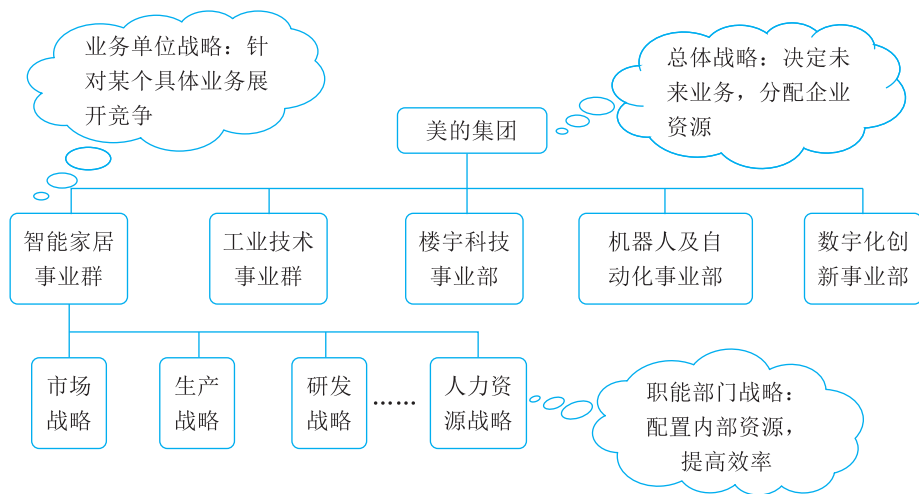 业务单位战略：针
对某个具体业务展
开竞争
总体战略：决定未
来业务，分配企业
资源
美的集团
智能家居
事业群
工业技术
事业群
楼宇科技
事业部
机器人及自
动化事业部
数字化创
新事业部
市场
战略
生产
战略
研发
战略
……
人力资
源战略
职能部门战略：
配置内部资源，
提高效率